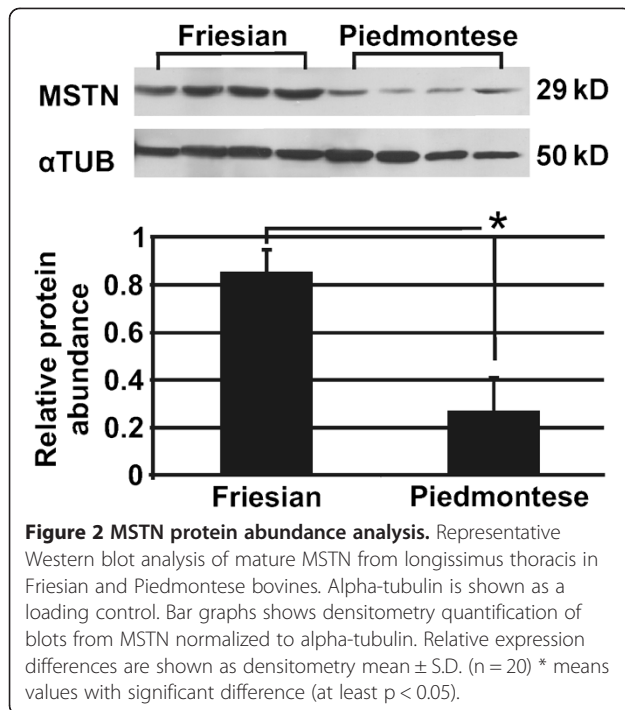 Friesian Piedmontese
MSTN 29 kD
αTUB 50 kD
*
1
0.8
0.6
0.4
0.2
0
Relative protein
abundance
Friesian Piedmontese
Figure 2 MSTN protein abundance analysis. Representative
Western blot analysis of mature MSTN from longissimus thoracis in
Friesian and Piedmontese bovines. Alpha-tubulin is shown as a
loading control. Bar graphs shows densitometry quantification of
blots from MSTN normalized to alpha-tubulin. Relative expression
differences are shown as densitometry mean ± S.D. (n = 20) * means
values with significant difference (at least p < 0.05).